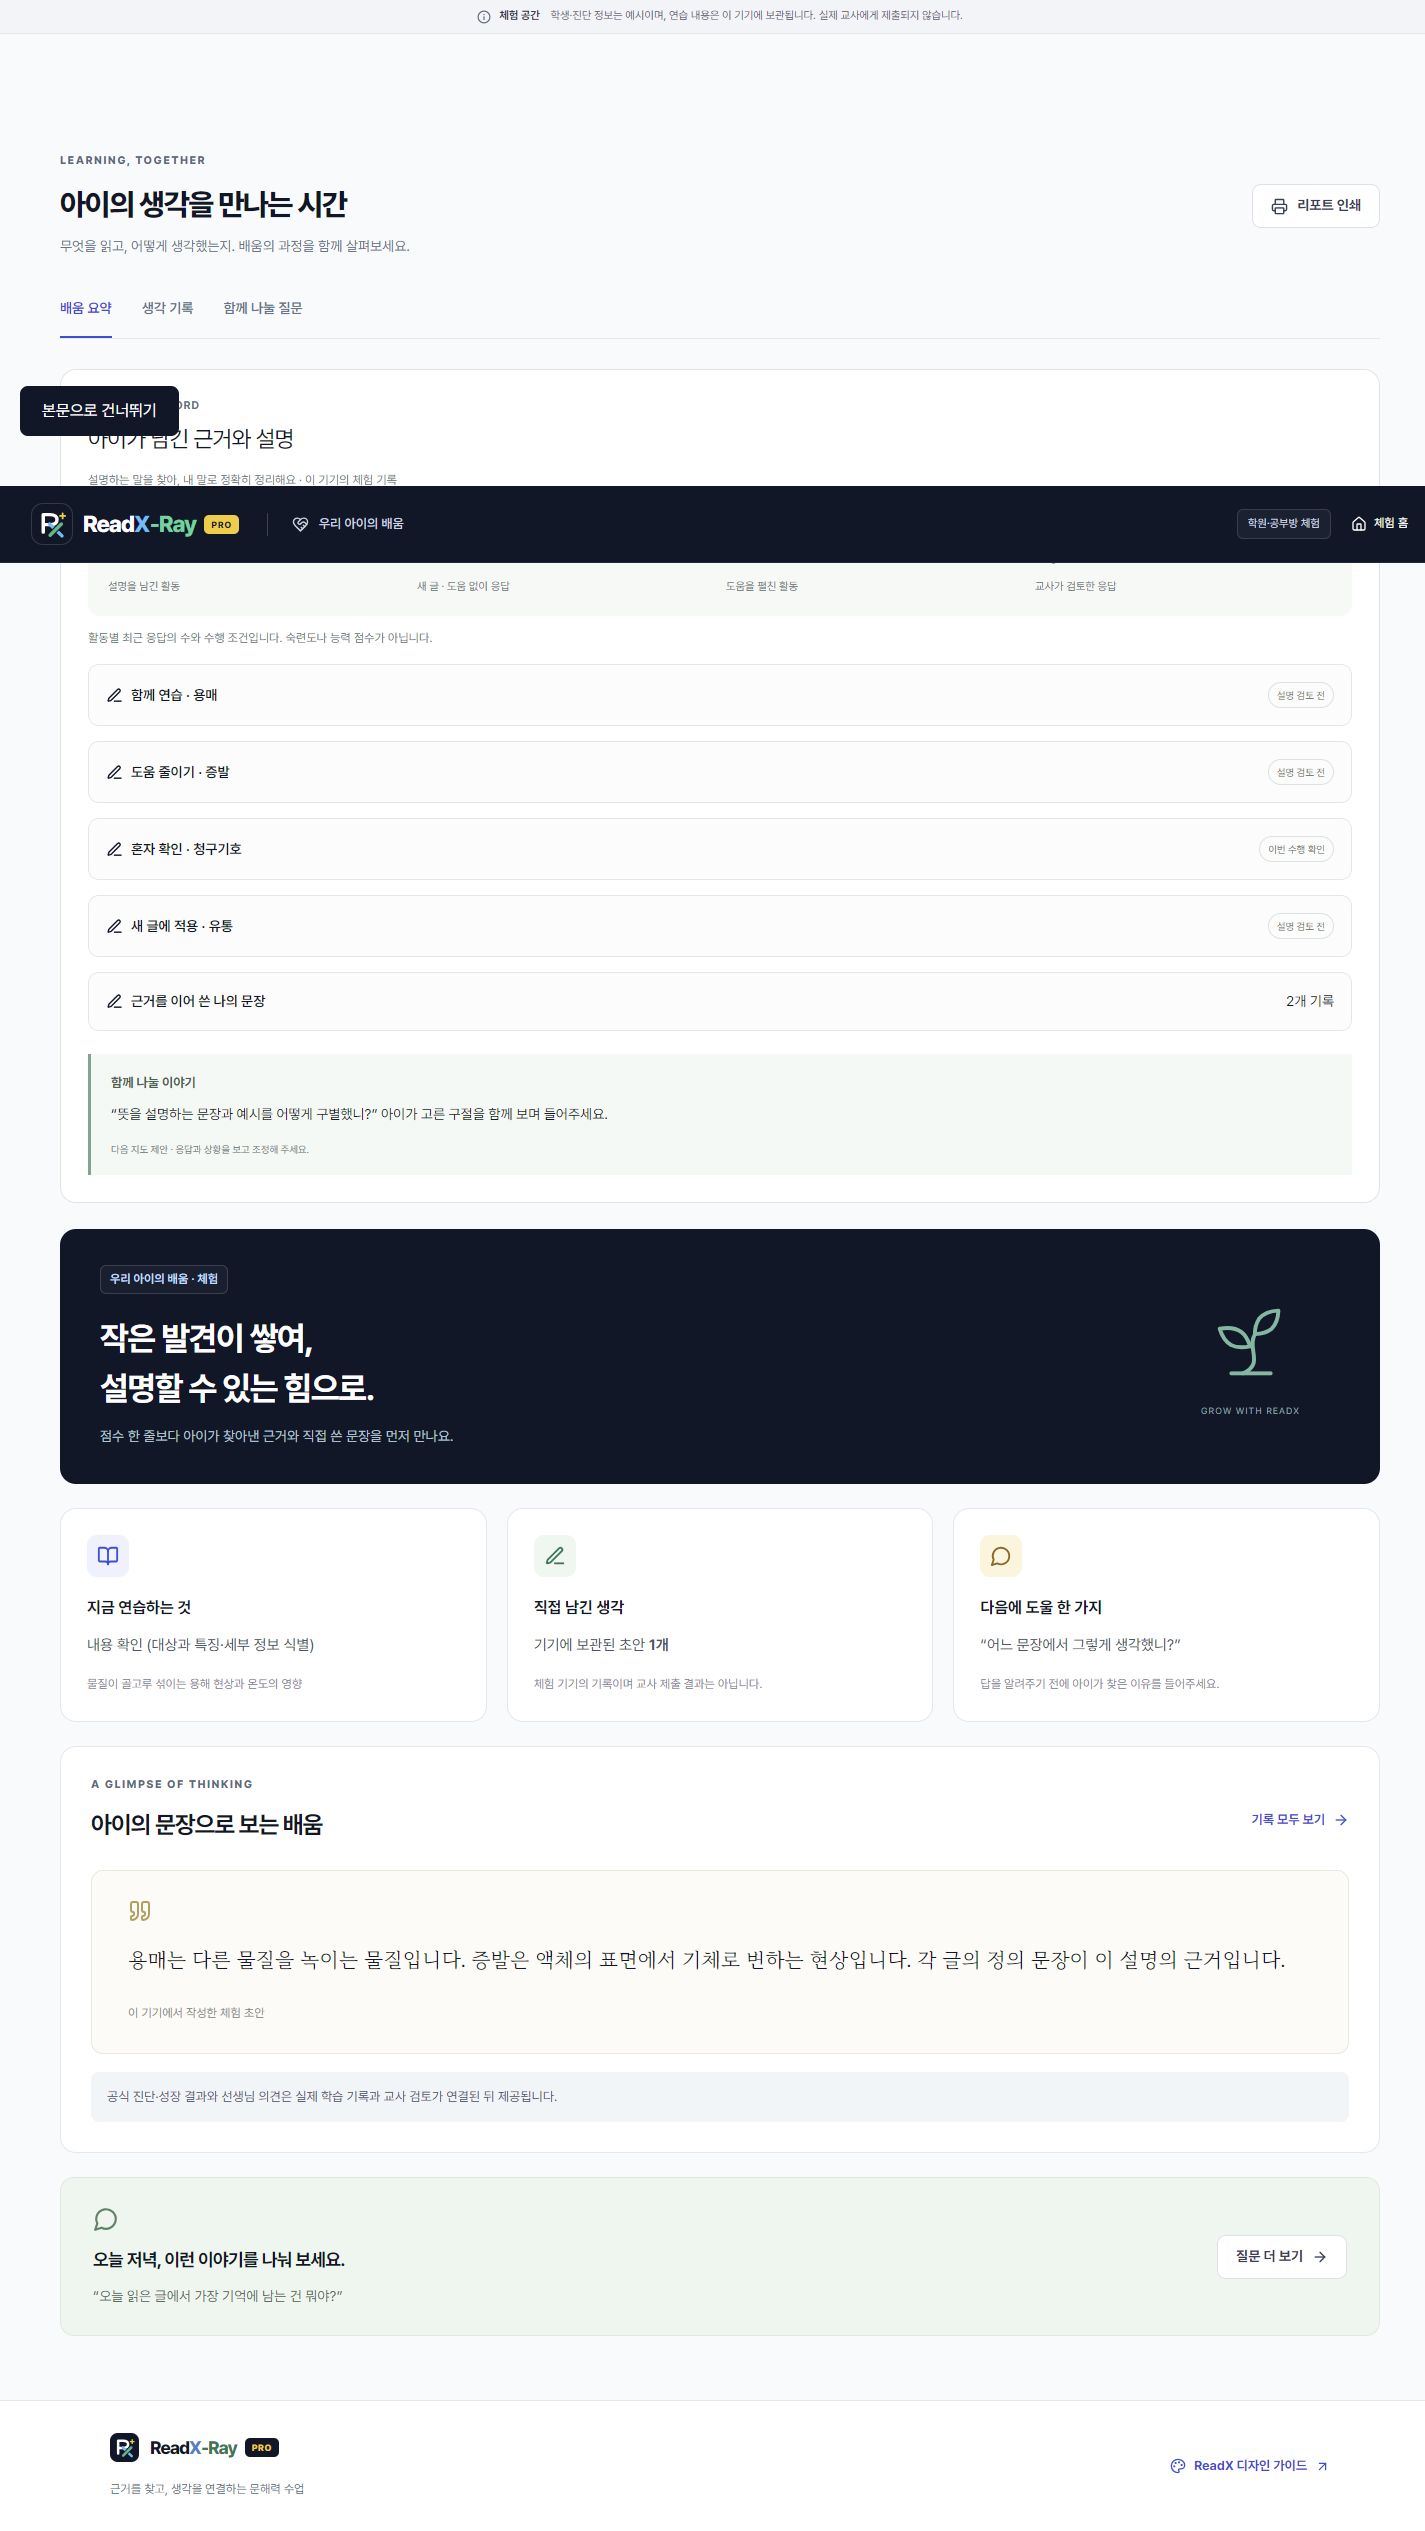 체험 공간 학생·진단 정보는 예시이며, 연습 내용은 이 기기에 보관됩니다. 실제 교사에게 제출되지 않습니다.
LEARNING, TOGETHER
아이의 생각을 만나는 시간
리포트 인쇄
무엇을 읽고, 어떻게 생각했는지. 배움의 과정을 함께 살펴보세요.
배움 요약 생각 기록 함께 나눌 질문
본문으로 건너뛰기
ORD
아이가 남긴 근거와 설명
설명하는 말을 찾아, 내 말로 정확히 정리해요 · 이 기기의 체험 기록
ReadX-Ray PRO 우리 아이의 배움 학원·공부방 체험 체험 홈
설명을 남긴 활동 새 글 · 도움 없이 응답 도움을 펼친 활동 교사가 검토한 응답
활동별 최근 응답의 수와 수행 조건입니다. 숙련도나 능력 점수가 아닙니다.
함께 연습 · 용매 설명 검토 전
도움 줄이기 · 증발 설명 검토 전
혼자 확인 · 청구기호 이번 수행 확인
새 글에 적용 · 유통 설명 검토 전
근거를 이어 쓴 나의 문장 2개 기록
함께 나눌 이야기
“뜻을 설명하는 문장과 예시를 어떻게 구별했니?” 아이가 고른 구절을 함께 보며 들어주세요.
다음 지도 제안 · 응답과 상황을 보고 조정해 주세요.
우리 아이의 배움 · 체험
작은 발견이 쌓여,
설명할 수 있는 힘으로.
점수 한 줄보다 아이가 찾아낸 근거와 직접 쓴 문장을 먼저 만나요.
GROW WITH READX
지금 연습하는 것
내용 확인 (대상과 특징·세부 정보 식별)
물질이 골고루 섞이는 용해 현상과 온도의 영향
직접 남긴 생각
기기에 보관된 초안 1개
체험 기기의 기록이며 교사 제출 결과는 아닙니다.
다음에 도울 한 가지
“어느 문장에서 그렇게 생각했니?”
답을 알려주기 전에 아이가 찾은 이유를 들어주세요.
A GLIMPSE OF THINKING
아이의 문장으로 보는 배움
기록 모두 보기
용매는 다른 물질을 녹이는 물질입니다. 증발은 액체의 표면에서 기체로 변하는 현상입니다. 각 글의 정의 문장이 이 설명의 근거입니다.
이 기기에서 작성한 체험 초안
공식 진단·성장 결과와 선생님 의견은 실제 학습 기록과 교사 검토가 연결된 뒤 제공됩니다.
오늘 저녁, 이런 이야기를 나눠 보세요.
“오늘 읽은 글에서 가장 기억에 남는 건 뭐야?”
질문 더 보기
ReadX-Ray PRO
근거를 찾고, 생각을 연결하는 문해력 수업
ReadX 디자인 가이드